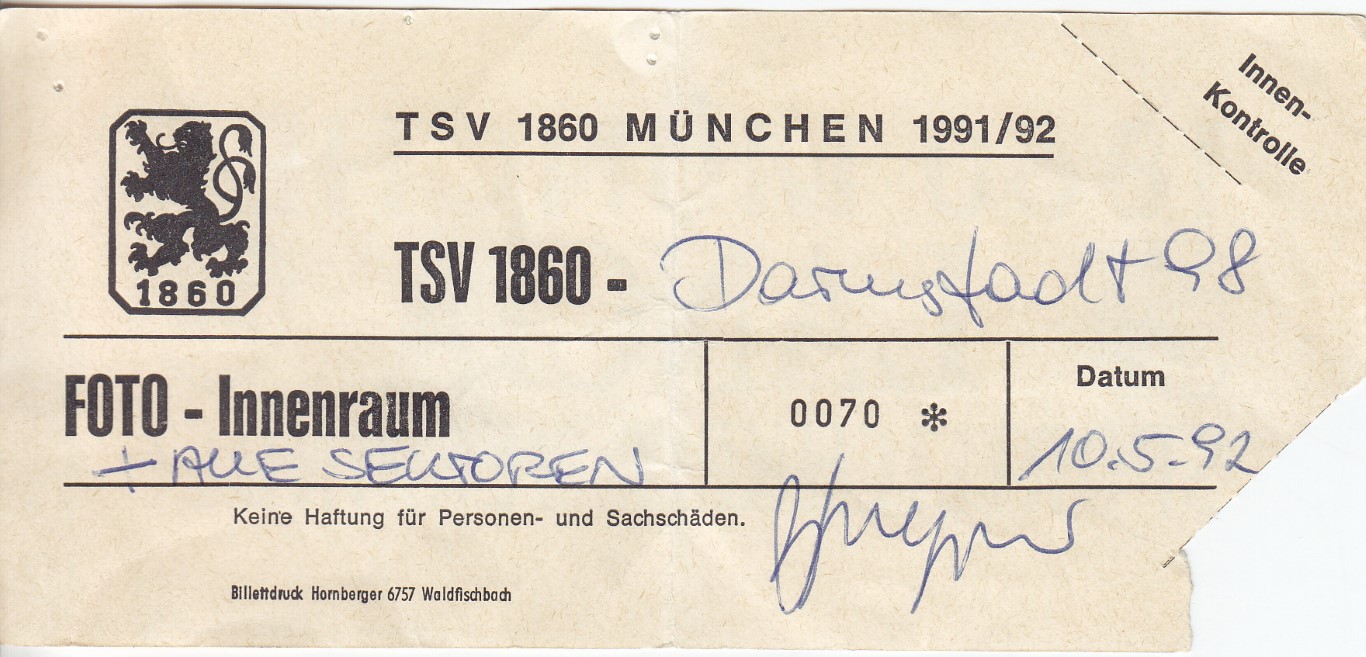 Innen-
Kontrolle
TSV 1860 MÜNCHEN 1991/92
1860
TSV 1860 - Darmstadt 98
FOTO - Innenraum
+ ALLE SEKTOREN
0070 *
Datum
10.5.92
Keine Haftung für Personen- und Sachschäden.
Billettdruck Hornberger 6757 Waldfischbach